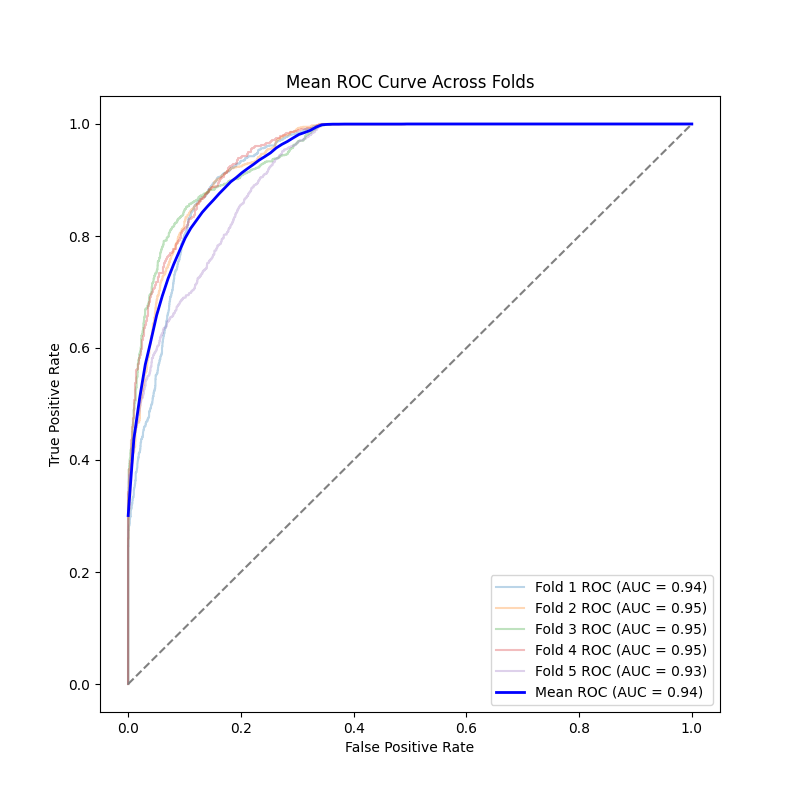 Mean ROC Curve Across Folds
True Positive Rate
1.0
0.8
0.6
0.4
0.2
0.0
Fold 1 ROC (AUC = 0.94)
Fold 2 ROC (AUC = 0.95)
Fold 3 ROC (AUC = 0.95)
Fold 4 ROC (AUC = 0.95)
Fold 5 ROC (AUC = 0.93)
Mean ROC (AUC = 0.94)
0.0 0.2 0.4 0.6 0.8 1.0
False Positive Rate